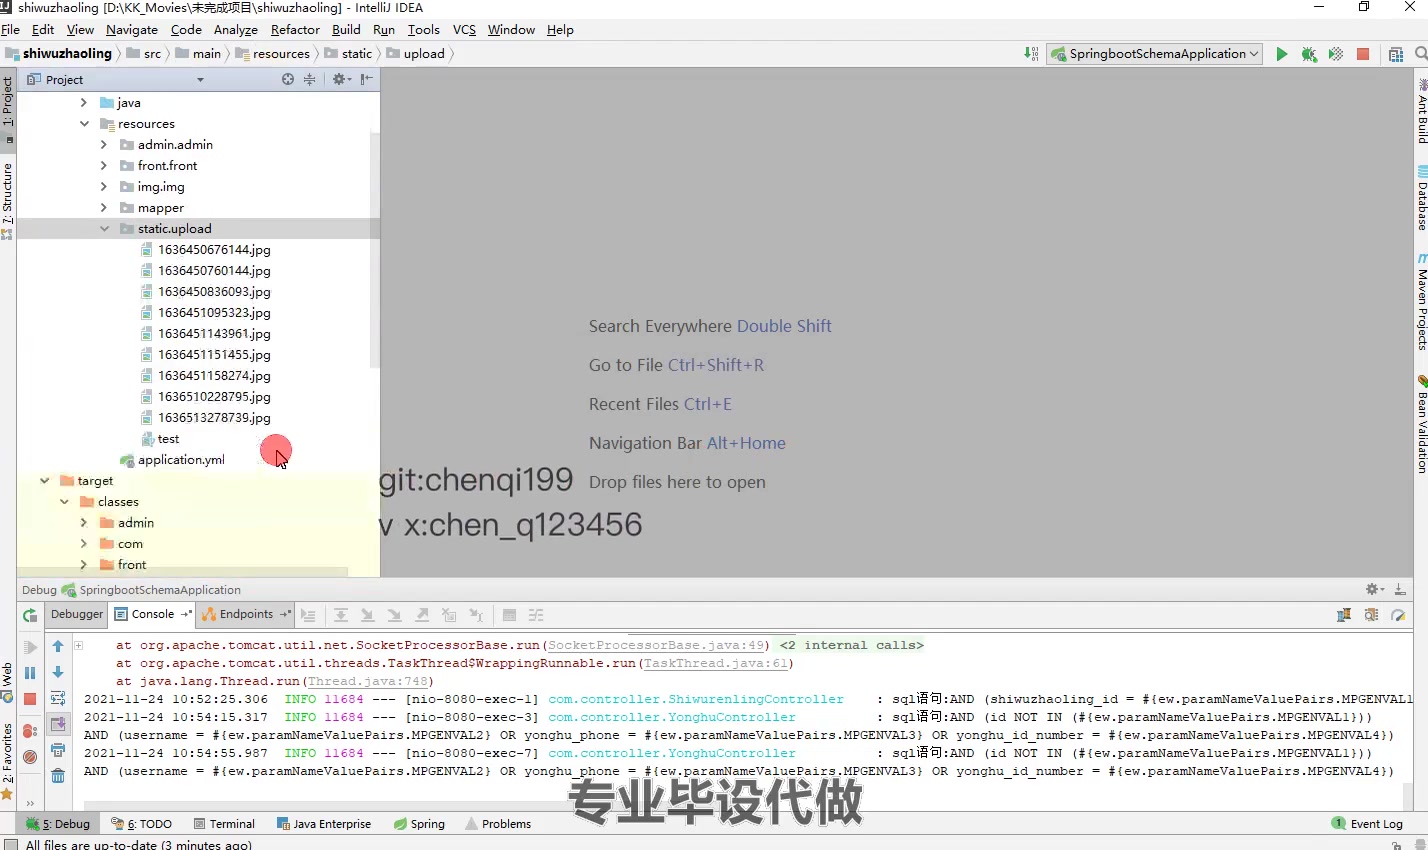 shiwuzhaoling [D:\KK_Movies\未完成项目\shiwuzhaoling] - IntelliJ IDEA
File Edit View Navigate Code Analyze Refactor Build Run Tools VCS Window Help
shiwuzhaoling src main resources static upload SpringbootSchemaApplication
1: Project
7: Structure
Web
2: Favorites
Project
java
resources
admin.admin
front.front
img.img
mapper
static.upload
1636450676144.jpg
1636450760144.jpg
1636450836093.jpg
1636451095323.jpg
1636451143961.jpg
1636451151455.jpg
1636451158274.jpg
1636510228795.jpg
1636513278739.jpg
test
application.yml
target
classes
admin
com
front
Search Everywhere Double Shift
Go to File Ctrl+Shift+R
Recent Files Ctrl+E
Navigation Bar Alt+Home
Drop files here to open
git:chenqi199
v x:chen_q123456
Ant Build
Database
Maven Projects
Bean Validation
Debug SpringbootSchemaApplication
Debugger Console Endpoints
at org.apache.tomcat.util.net.SocketProcessorBase.run(SocketProcessorBase.java:49) <2 internal calls>
at org.apache.tomcat.util.threads.TaskThread$WrappingRunnable.run(TaskThread.java:61)
at java.lang.Thread.run(Thread.java:748)
2021-11-24 10:52:25.306 INFO 11684 --- [nio-8080-exec-1] com.controller.ShiwurenlingController : sql语句:AND (shiwuzhaoling_id = #{ew.paramNameValuePairs.MPGENVAL1
2021-11-24 10:54:15.317 INFO 11684 --- [nio-8080-exec-3] com.controller.YonghuController : sql语句:AND (id NOT IN (#{ew.paramNameValuePairs.MPGENVAL1}))
AND (username = #{ew.paramNameValuePairs.MPGENVAL2} OR yonghu_phone = #{ew.paramNameValuePairs.MPGENVAL3} OR yonghu_id_number = #{ew.paramNameValuePairs.MPGENVAL4})
2021-11-24 10:54:55.987 INFO 11684 --- [nio-8080-exec-7] com.controller.YonghuController : sql语句:AND (id NOT IN (#{ew.paramNameValuePairs.MPGENVAL1}))
AND (username = #{ew.paramNameValuePairs.MPGENVAL2} OR yonghu_phone = #{ew.paramNameValuePairs.MPGENVAL3} OR yonghu_id_number = #{ew.paramNameValuePairs.MPGENVAL4})
专业毕设代做
5: Debug 6: TODO Terminal Java Enterprise Spring Problems 1 Event Log
All files are up-to-date (3 minutes ago)